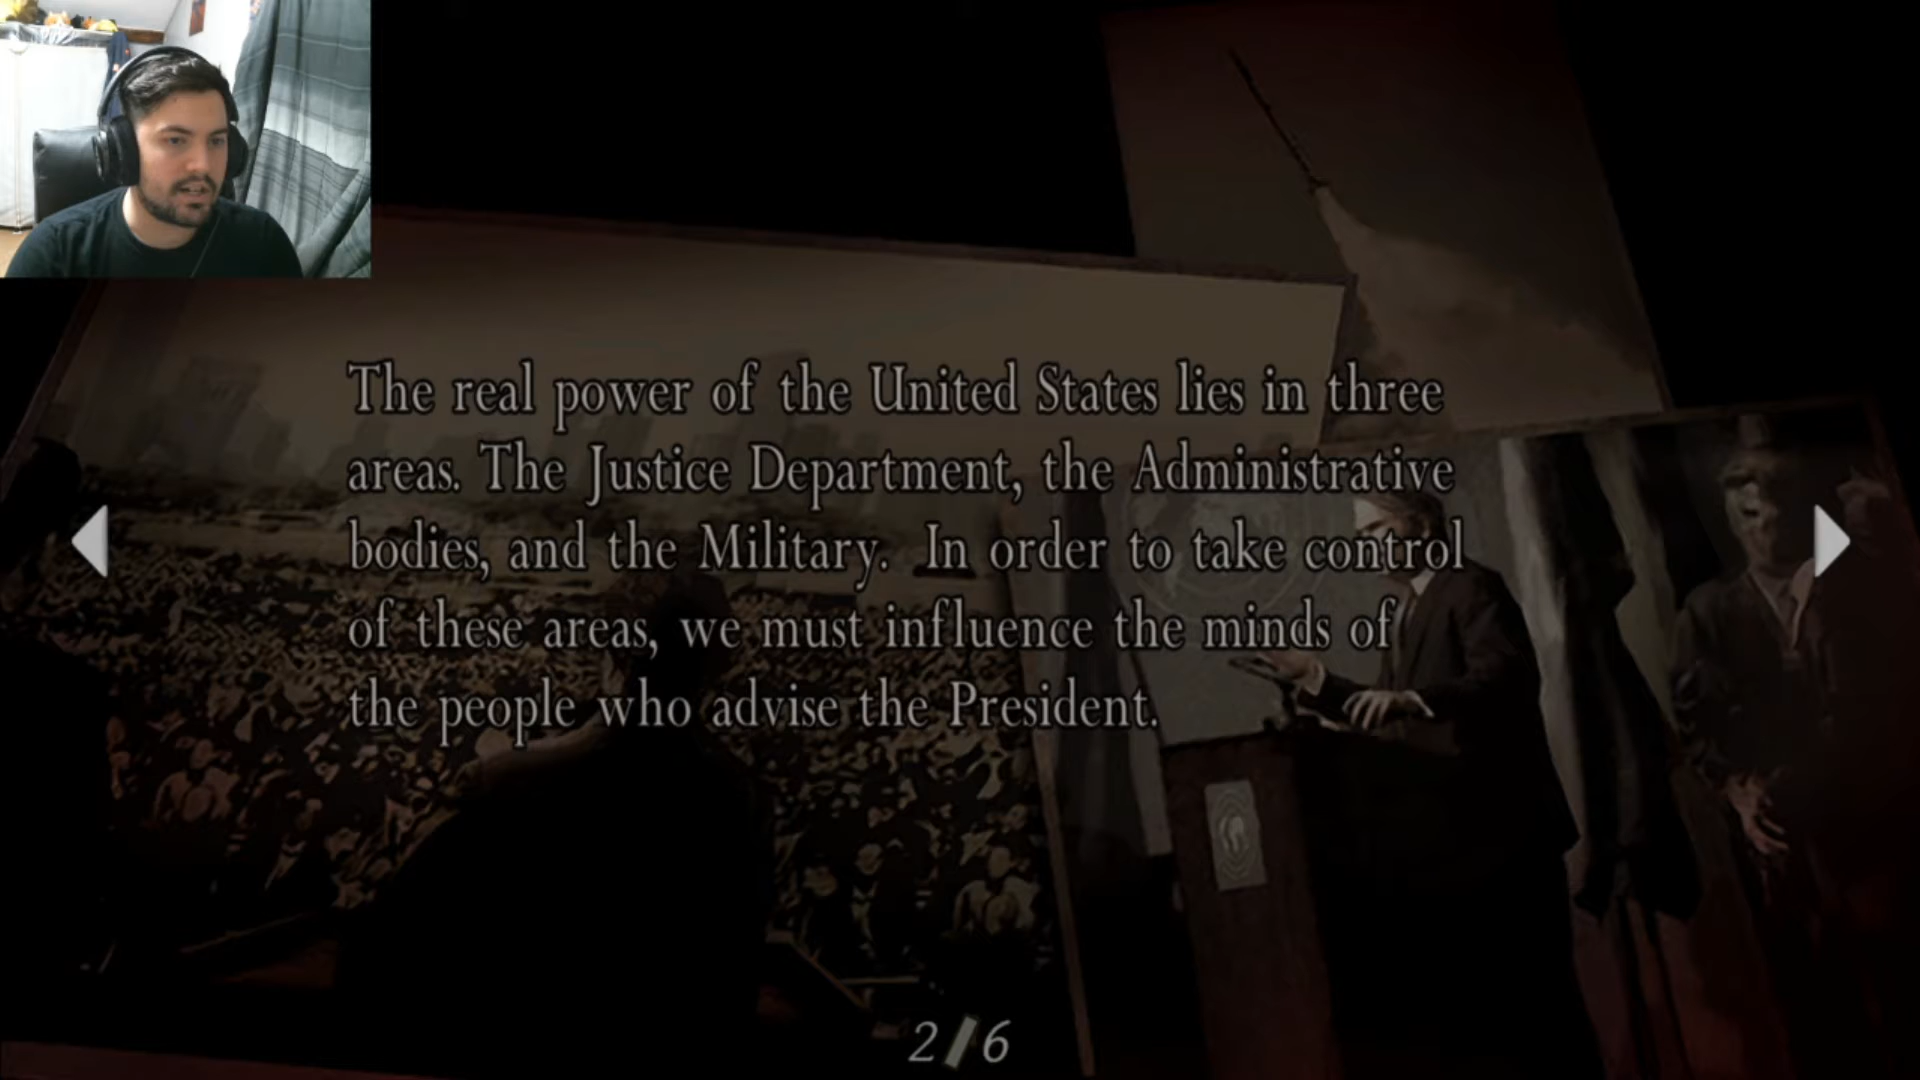 The real power of the United States lies in three
areas. The Justice Department, the Administrative
bodies, and the Military. In order to take control
of these areas, we must influence the minds of
the people who advise the President.
2/6